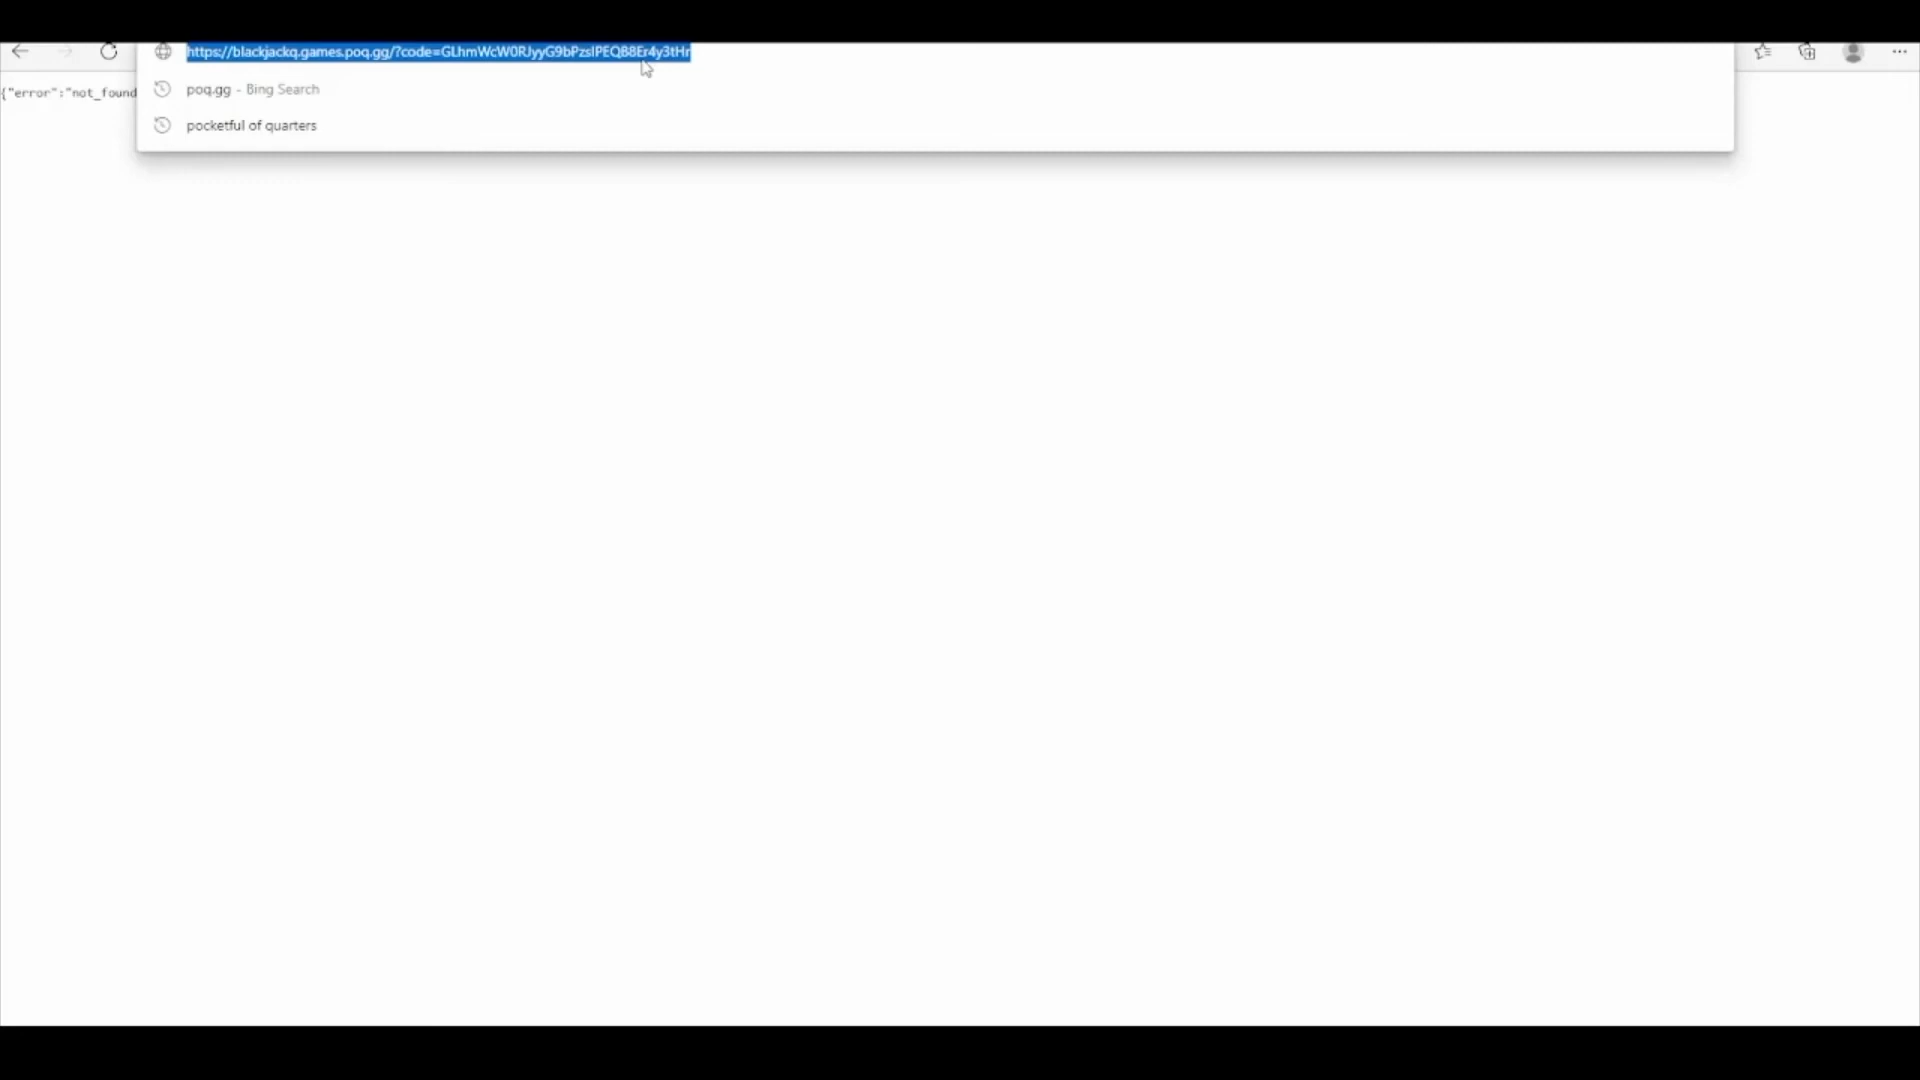 https://blackjackq.games.poq.gg/?code=GLhmWcW0RJyyG9bPzslPEQB8Er4y3tHr
{"error":"not_found
poq.gg - Bing Search
pocketful of quarters